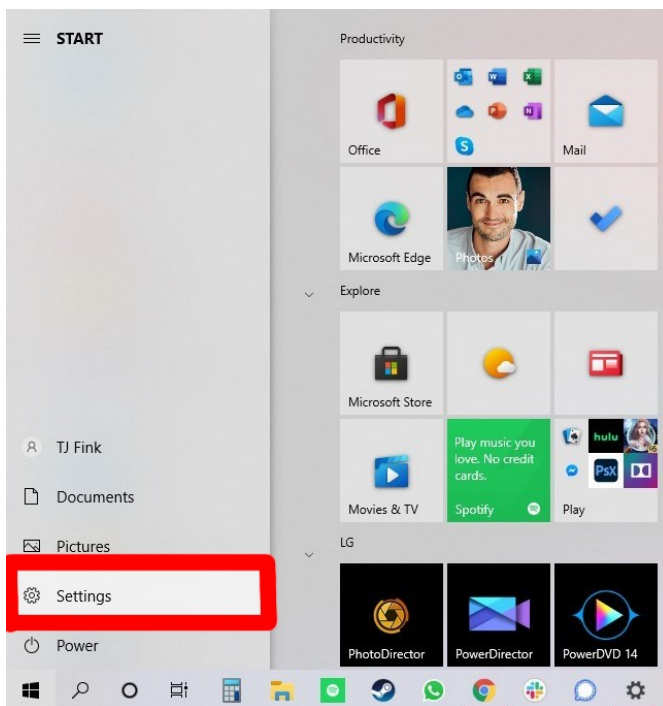 START
TJ Fink
Documents
Pictures
Settings
Power
Productivity
Office
Mail
Microsoft Edge
Photos
Explore
Microsoft Store
Movies & TV
Play music you
love. No credit
cards.
Spotify
hulu
PsX
Play
LG
PhotoDirector
PowerDirector
PowerDVD 14